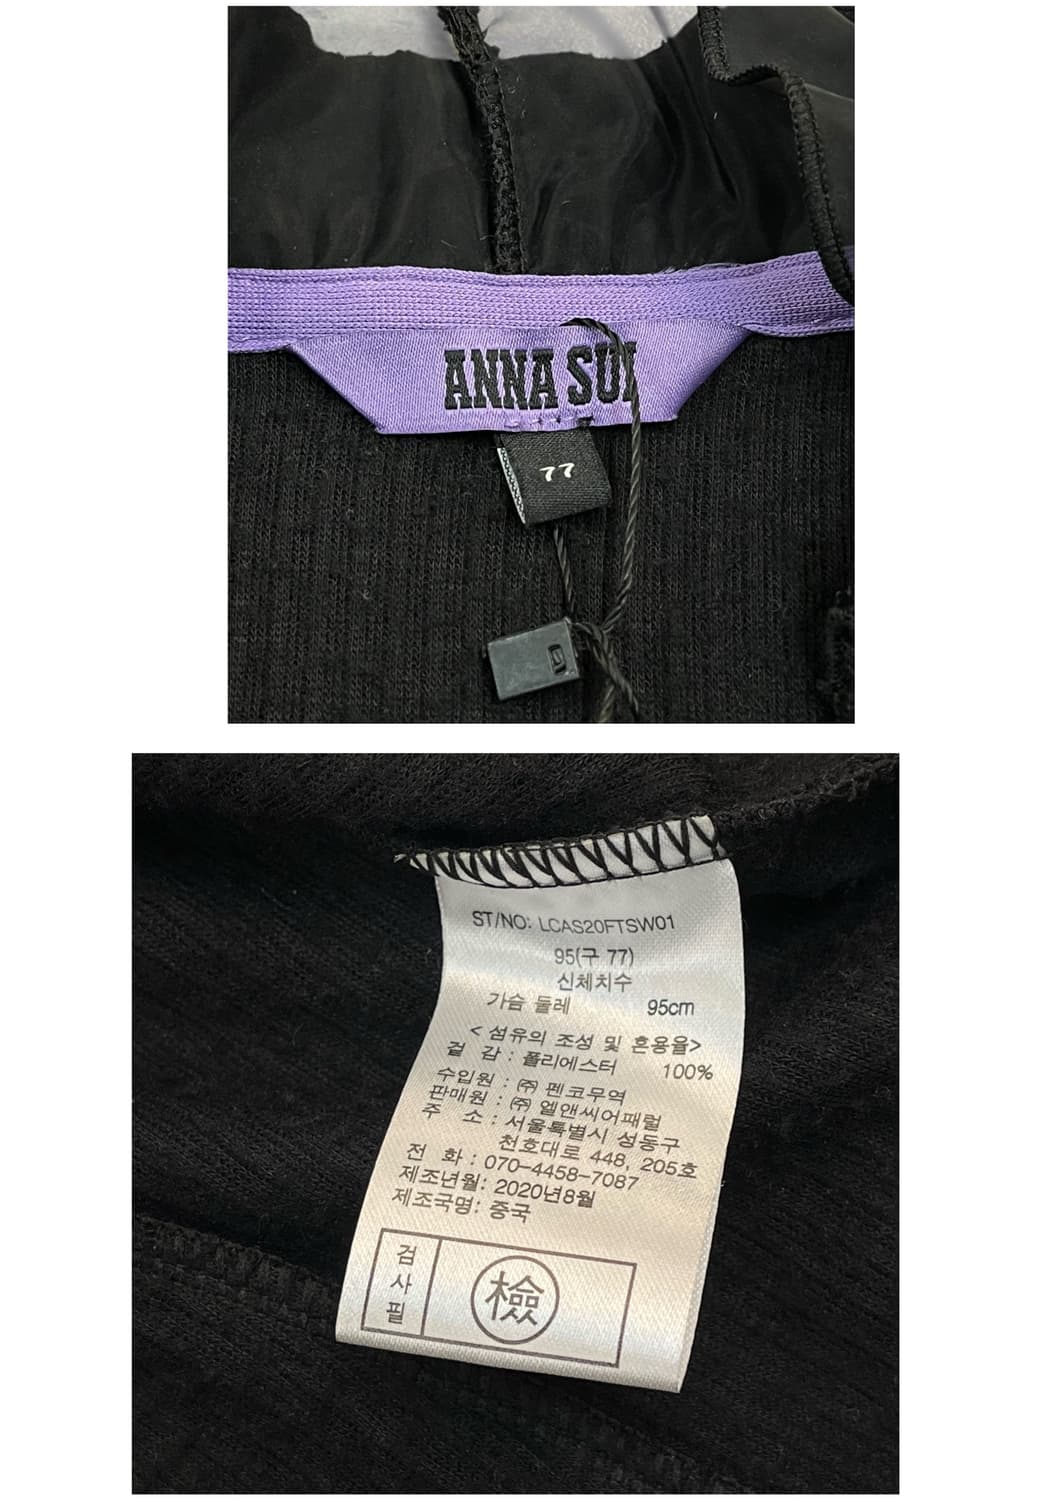 ANNA SUI
77
ST/NO: LCAS20FTSW01
95(구 77)
신체치수
가슴 둘레 95cm
< 섬유의 조성 및 혼용율>
겉 감 : 폴리에스터 100%
수입원 : ㈜ 펜코무역
판매원 : ㈜ 엘앤씨어패럴
주 소 : 서울특별시 성동구
천호대로 448, 205호
전 화 : 070-4458-7087
제조년월: 2020년8월
제조국명: 중국
검사필
檢